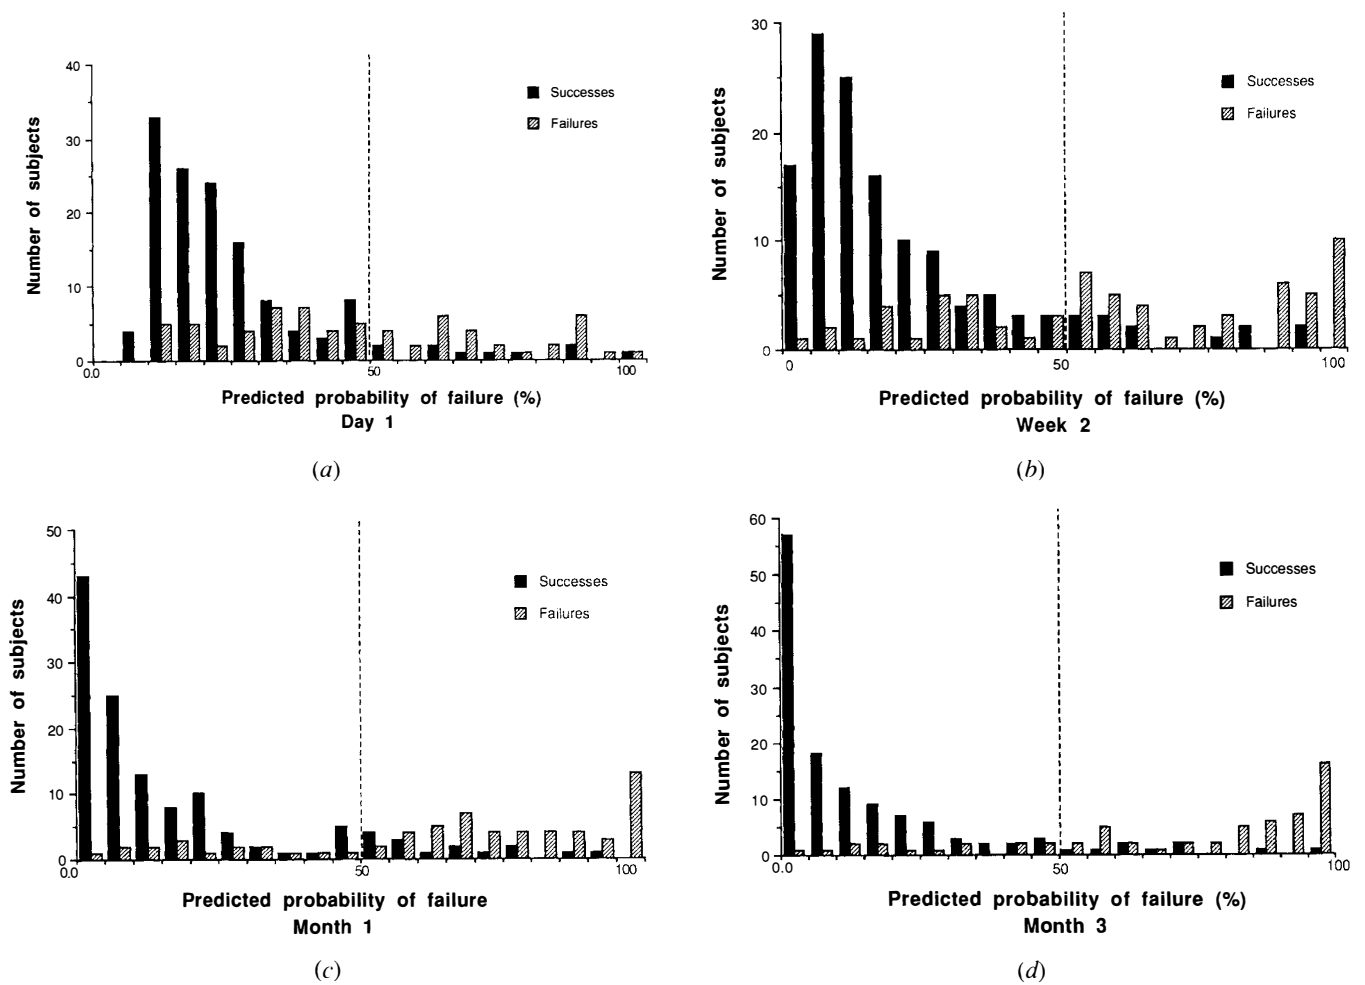 40
30
20
10
0
Number of subjects
Successes
Failures
0.0
50
100
Predicted probability of failure (%)
Day 1
(a)
30
20
10
0
Number of subjects
Successes
Failures
0
50
100
Predicted probability of failure (%)
Week 2
(b)
50
40
30
20
10
0
Number of subjects
Successes
Failures
0.0
50
100
Predicted probability of failure
Month 1
(c)
60
50
40
30
20
10
0
Number of subjects
Successes
Failures
0.0
50
100
Predicted probability of failure (%)
Month 3
(d)